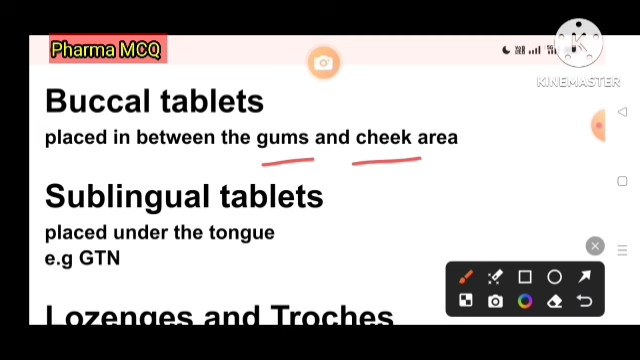 Pharma MCQ
KINEMASTER
Buccal tablets
placed in between the gums and cheek area
Sublingual tablets
placed under the tongue
e.g GTN
Lozenges and Troches